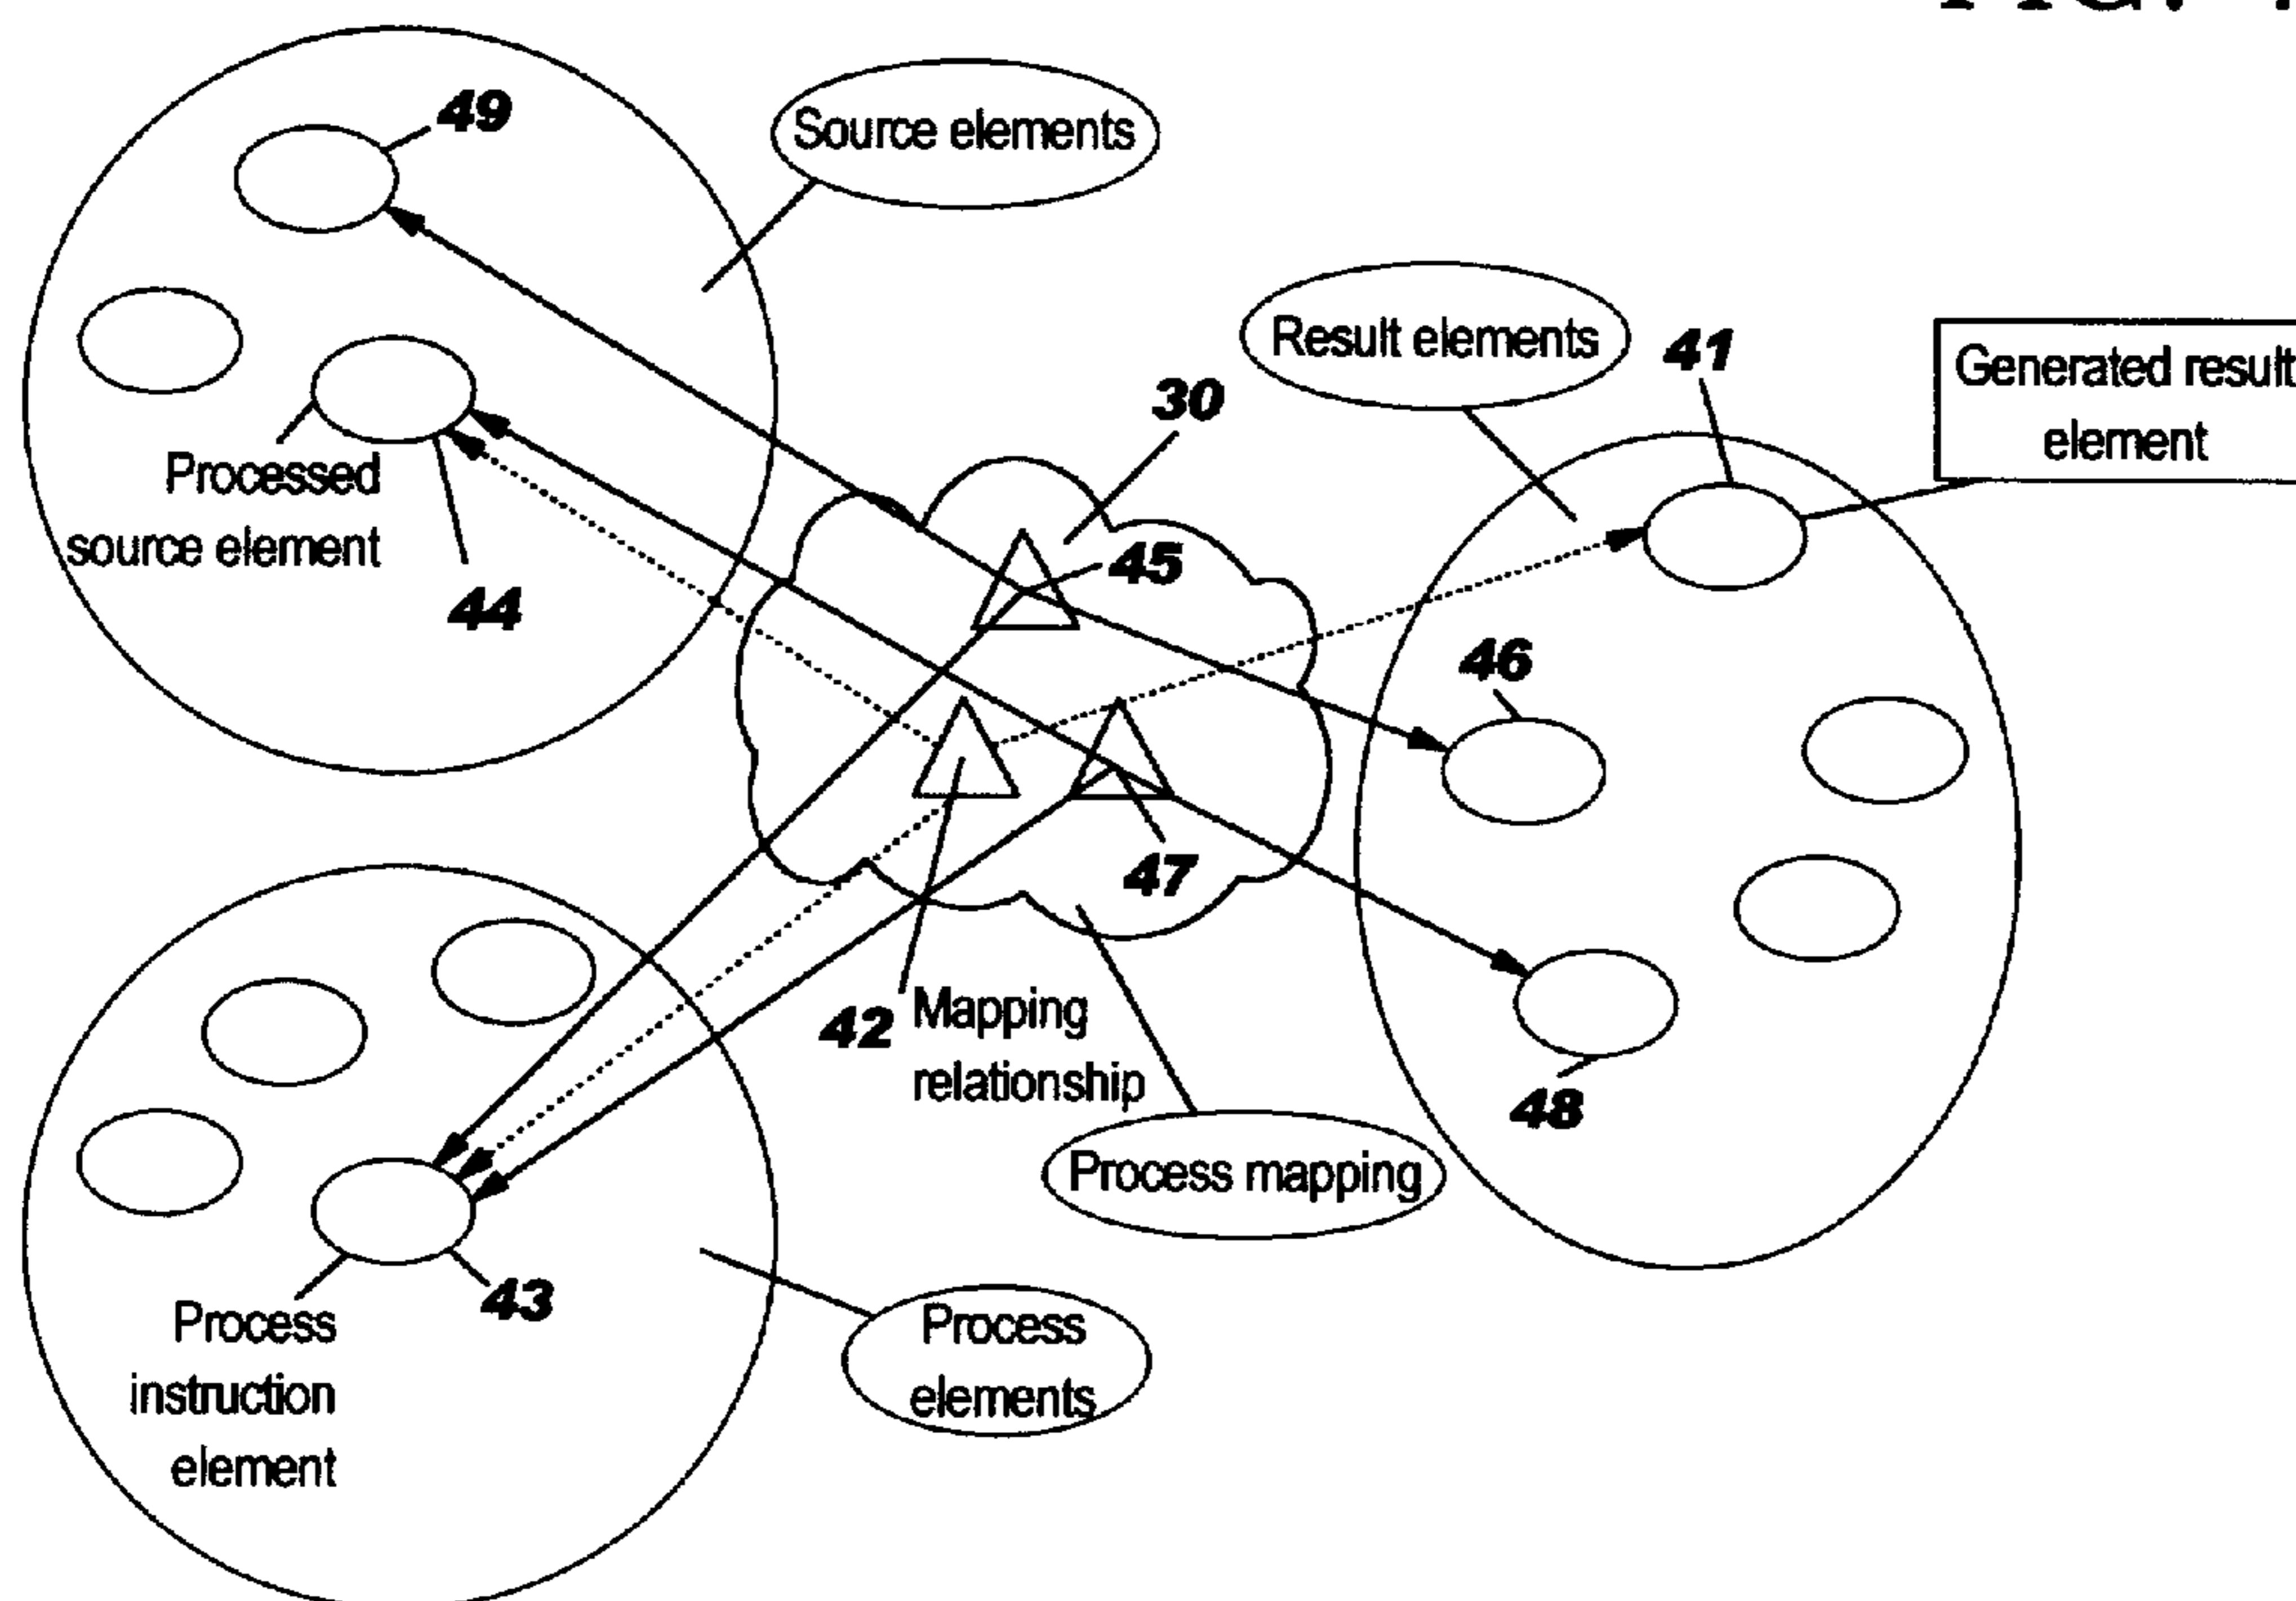 FIG.
49
Source elements
Result elements
41
Generated result
element
30
Processed
source element
44
45
46
47
42
Mapping
relationship
48
Process mapping
43
Process
instruction
element
Process
elements